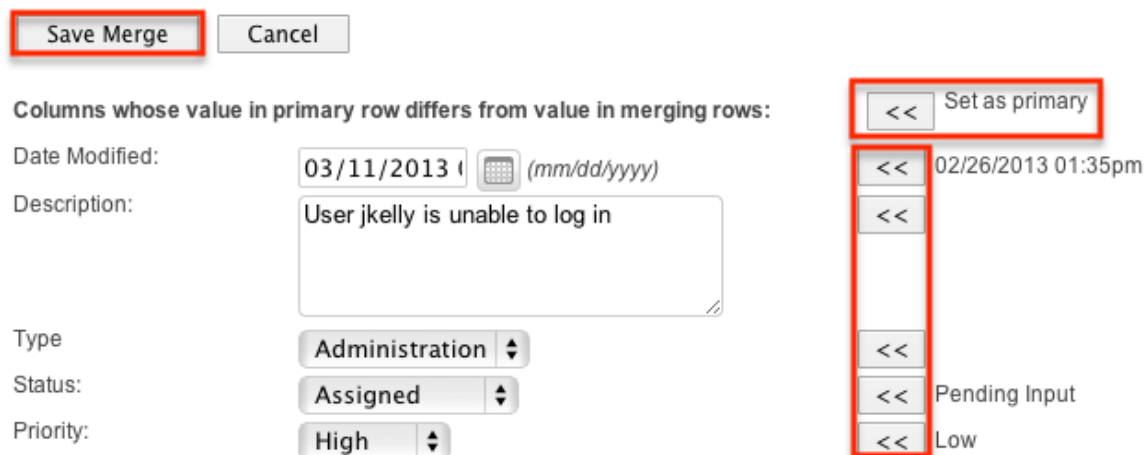 Save Merge Cancel
Columns whose value in primary row differs from value in merging rows: << Set as primary
Date Modified: 03/11/2013 (mm/dd/yyyy) << 02/26/2013 01:35pm
Description: User jkelly is unable to log in <<
Type Administration <<
Status: Assigned << Pending Input
Priority: High << Low